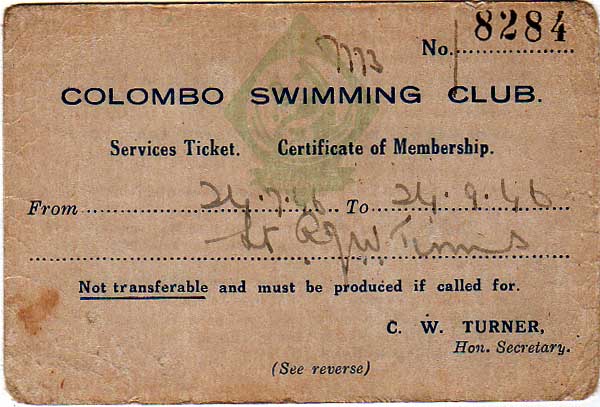 No. 8284
COLOMBO SWIMMING CLUB.
Services Ticket. Certificate of Membership.
From 24.7.46 To 24.9.46
Not transferable and must be produced if called for.
C. W. TURNER,
Hon. Secretary.
(See reverse)